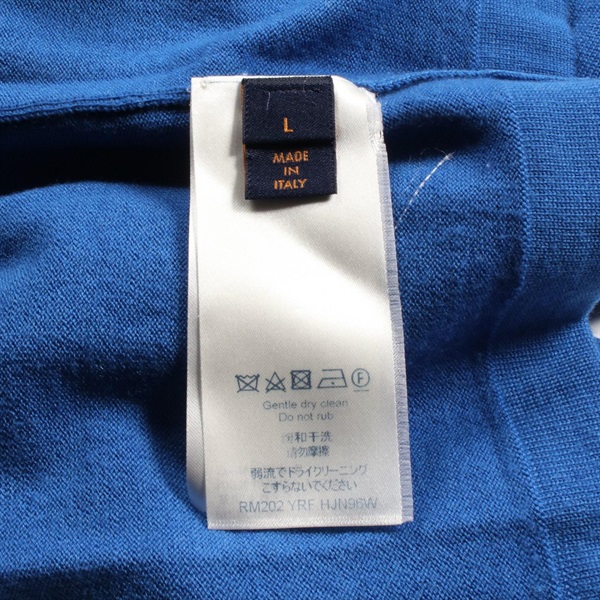 L
MADE
IN
ITALY
F
Gentle dry clean
Do not rub
缓和干洗
请勿摩擦
弱流でドライクリーニング
こすらないでください
RM202 YRF HJN96W